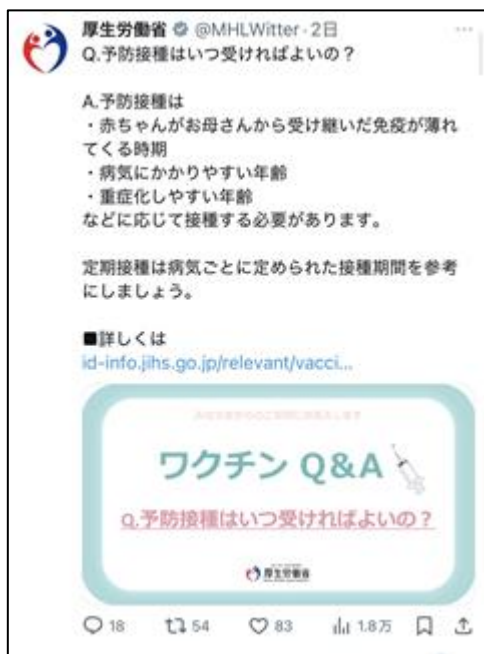 厚生労働省 @MHLWitter·2日
Q.予防接種はいつ受ければよいの？
A.予防接種は
・赤ちゃんがお母さんから受け継いだ免疫が薄れ
てくる時期
・病気にかかりやすい年齢
・重症化しやすい年齢
などに応じて接種する必要があります。
定期接種は病気ごとに定められた接種期間を参考
にしましょう。
■詳しくは
id-info.jihs.go.jp/relevant/vacci...
ワクチン Q&A
Q.予防接種はいつ受ければよいの？
厚生労働省
18 54 83 1.8万